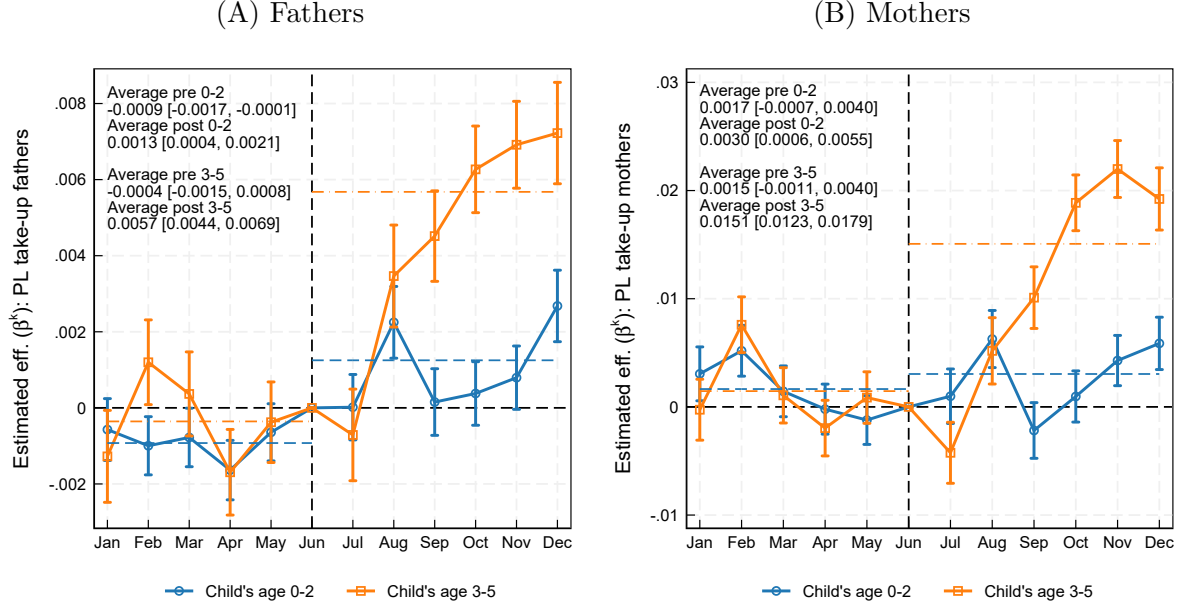 (A) Fathers
Estimated eff. (β^k): PL take-up fathers
.008
.006
.004
.002
0
-.002
Average pre 0-2
-0.0009 [-0.0017, -0.0001]
Average post 0-2
0.0013 [0.0004, 0.0021]
Average pre 3-5
-0.0004 [-0.0015, 0.0008]
Average post 3-5
0.0057 [0.0044, 0.0069]
Jan Feb Mar Apr May Jun Jul Aug Sep Oct Nov Dec
Child's age 0-2 Child's age 3-5
(B) Mothers
Estimated eff. (β^k): PL take-up mothers
.03
.02
.01
0
-.01
Average pre 0-2
0.0017 [-0.0007, 0.0040]
Average post 0-2
0.0030 [0.0006, 0.0055]
Average pre 3-5
0.0015 [-0.0011, 0.0040]
Average post 3-5
0.0151 [0.0123, 0.0179]
Jan Feb Mar Apr May Jun Jul Aug Sep Oct Nov Dec
Child's age 0-2 Child's age 3-5